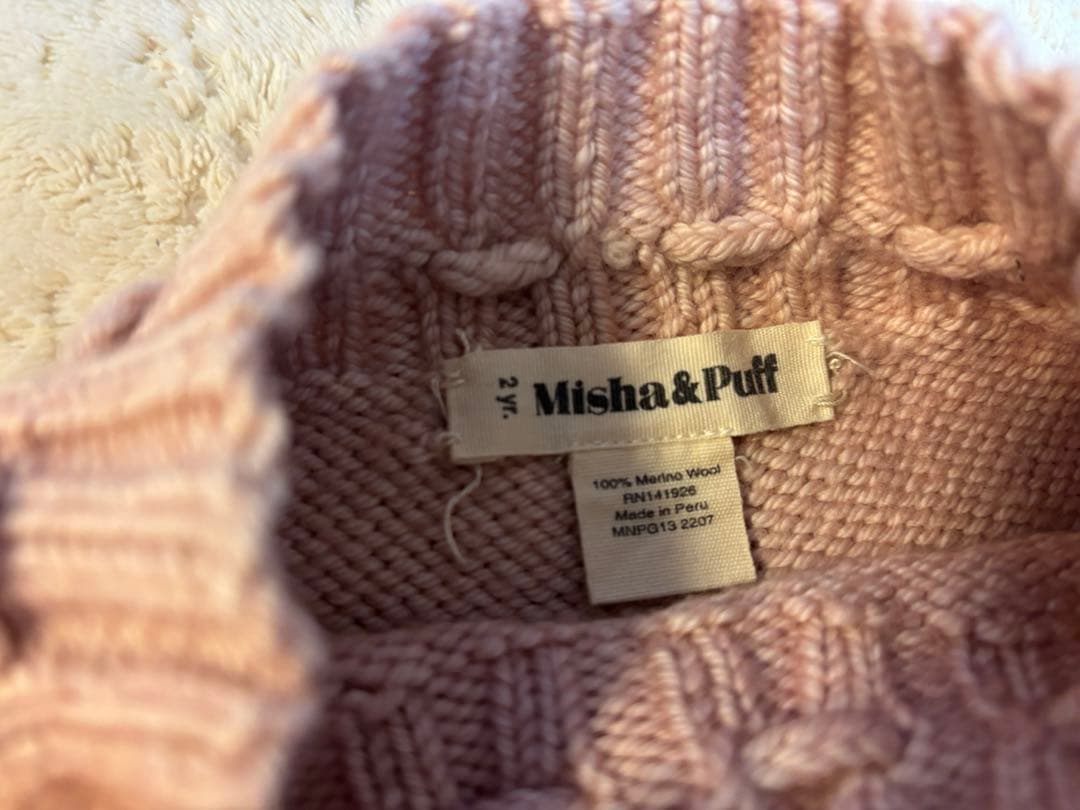 2 yr.
Misha&Puff
100% Merino Wool
RN141926
Made in Peru
MNPG13 2207